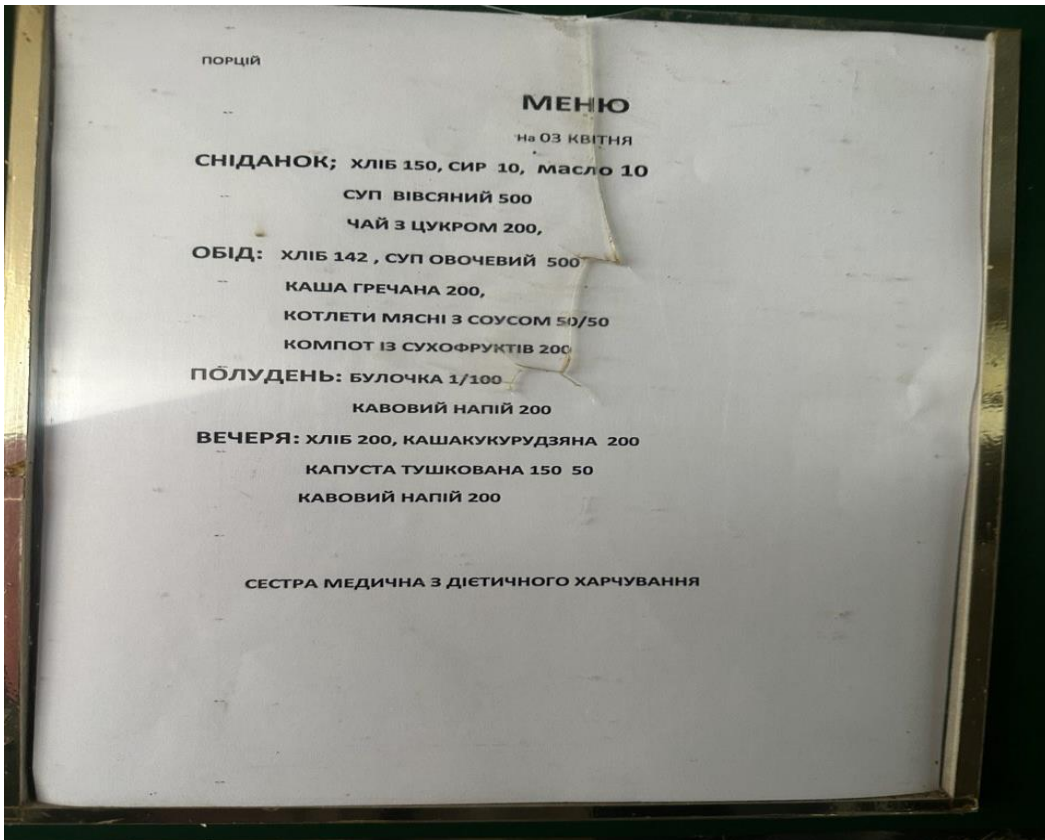 ПОРЦІЙ
МЕНЮ
на 03 КВІТНЯ
СНІДАНОК; ХЛІБ 150, СИР 10, масло 10
СУП ВІВСЯНИЙ 500
ЧАЙ З ЦУКРОМ 200,
ОБІД: ХЛІБ 142 , СУП ОВОЧЕВИЙ 500
КАША ГРЕЧАНА 200,
КОТЛЕТИ МЯСНІ З СОУСОМ 50/50
КОМПОТ ІЗ СУХОФРУКТІВ 200
ПОЛУДЕНЬ: БУЛОЧКА 1/100
КАВОВИЙ НАПІЙ 200
ВЕЧЕРЯ: ХЛІБ 200, КАШАКУКУРУДЗЯНА 200
КАПУСТА ТУШКОВАНА 150 50
КАВОВИЙ НАПІЙ 200
СЕСТРА МЕДИЧНА З ДІЄТИЧНОГО ХАРЧУВАННЯ